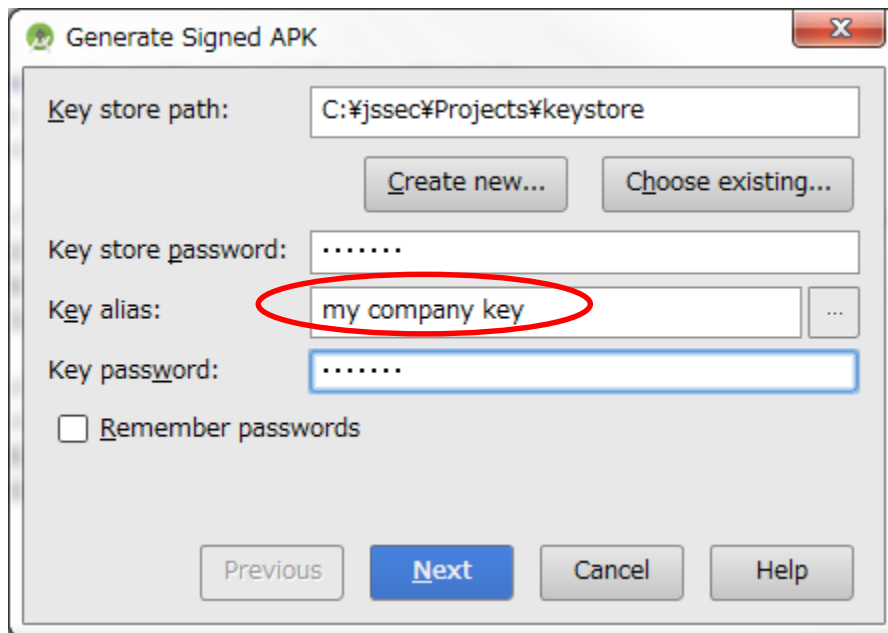 Generate Signed APK
Key store path: C:¥jssec¥Projects¥keystore
Create new... Choose existing...
Key store password: •••••••
Key alias: my company key ...
Key password: •••••••
Remember passwords
Previous Next Cancel Help